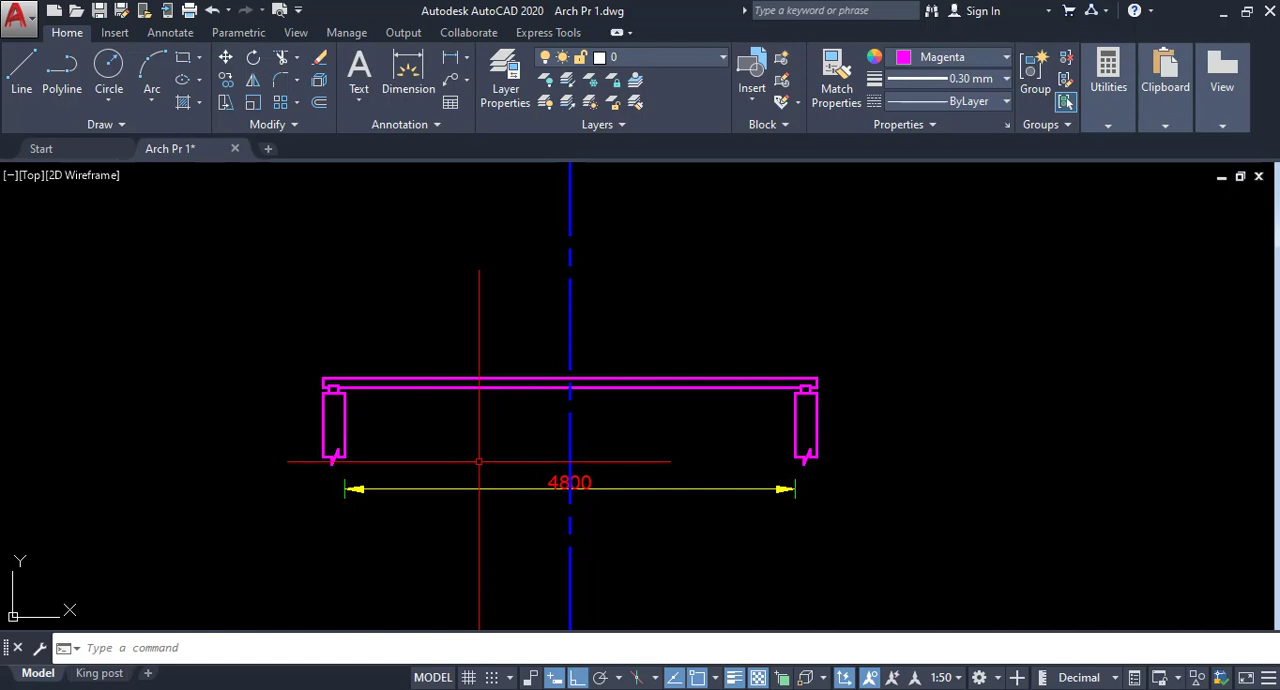 Autodesk AutoCAD 2020 Arch Pr 1.dwg
Type a keyword or phrase
Sign In
Home Insert Annotate Parametric View Manage Output Collaborate Express Tools
Line Polyline Circle Arc
Draw
Modify
Text Dimension
Annotation
Layer Properties
0
Layers
Insert
Block
Match Properties
Magenta
0.30 mm
ByLayer
Properties
Group
Groups
Utilities
Clipboard
View
Start
Arch Pr 1*
[−][Top][2D Wireframe]
4800
Y
X
Type a command
Model King post
MODEL
1:50
Decimal